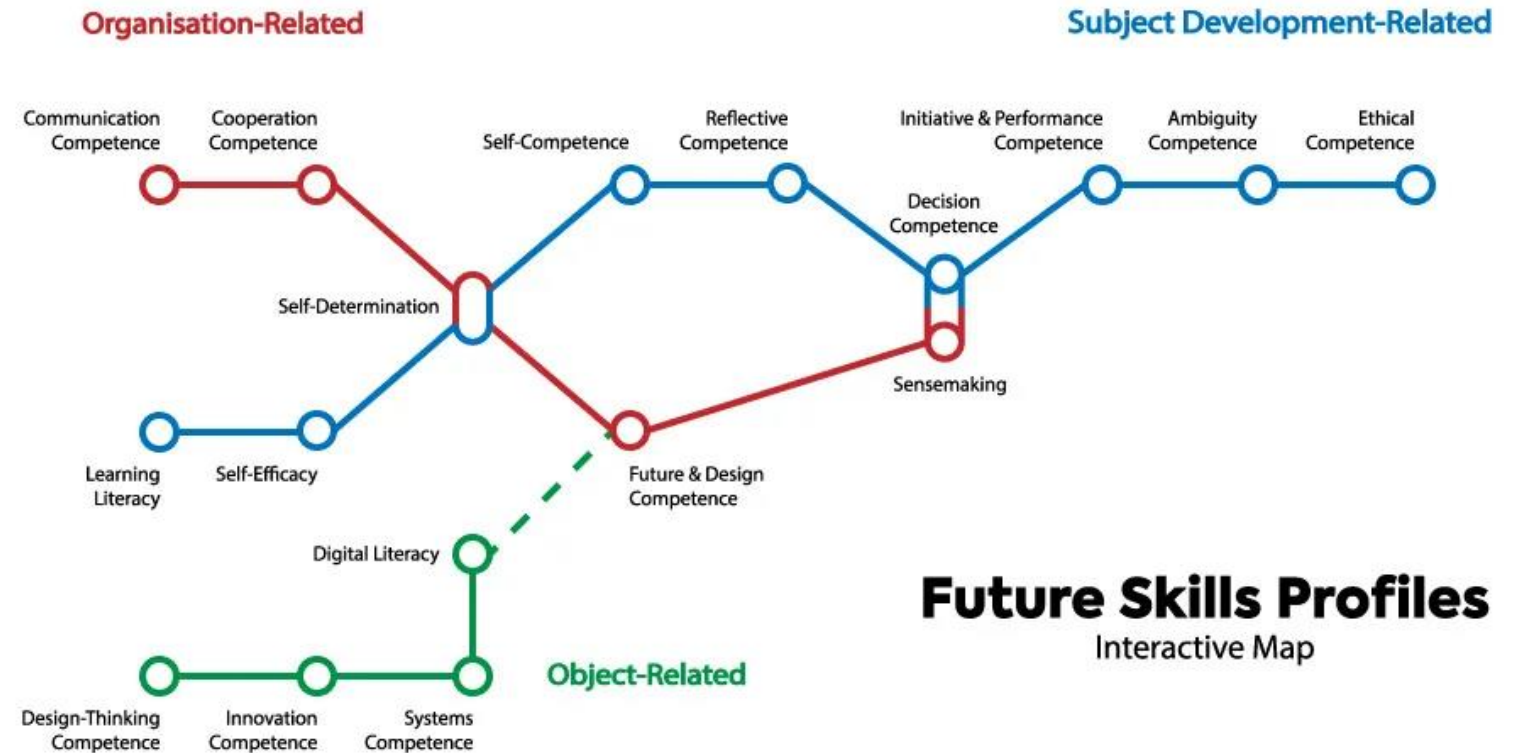 Organisation-Related
Subject Development-Related
Communication
Competence
Cooperation
Competence
Self-Competence
Reflective
Competence
Initiative & Performance
Competence
Ambiguity
Competence
Ethical
Competence
Decision
Competence
Self-Determination
Sensemaking
Learning
Literacy
Self-Efficacy
Future & Design
Competence
Digital Literacy
Future Skills Profiles
Interactive Map
Object-Related
Design-Thinking
Competence
Innovation
Competence
Systems
Competence